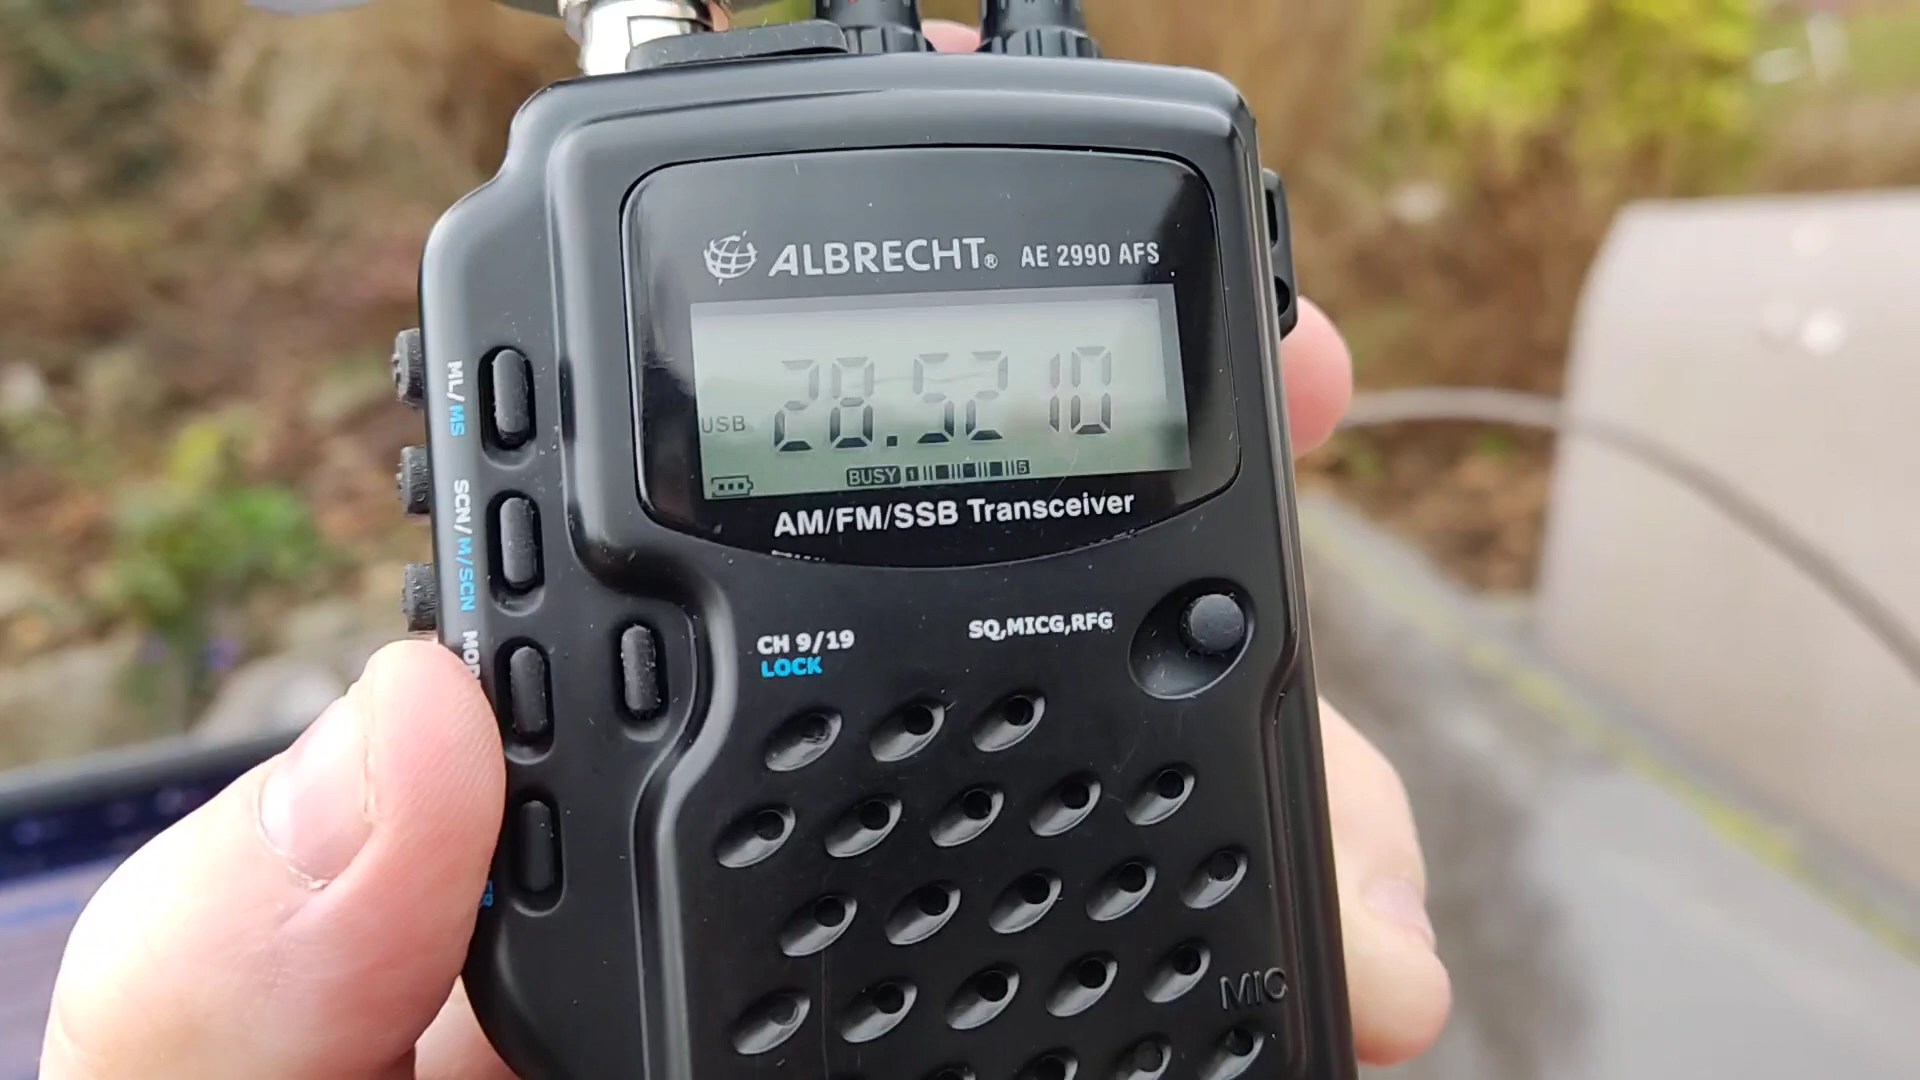 ALBRECHT® AE 2990 AFS
28.5210
USB
BUSY 1 5
AM/FM/SSB Transceiver
ML/MS
SCN/M/SCN
CH 9/19
LOCK
SQ,MICG,RFG
MIC